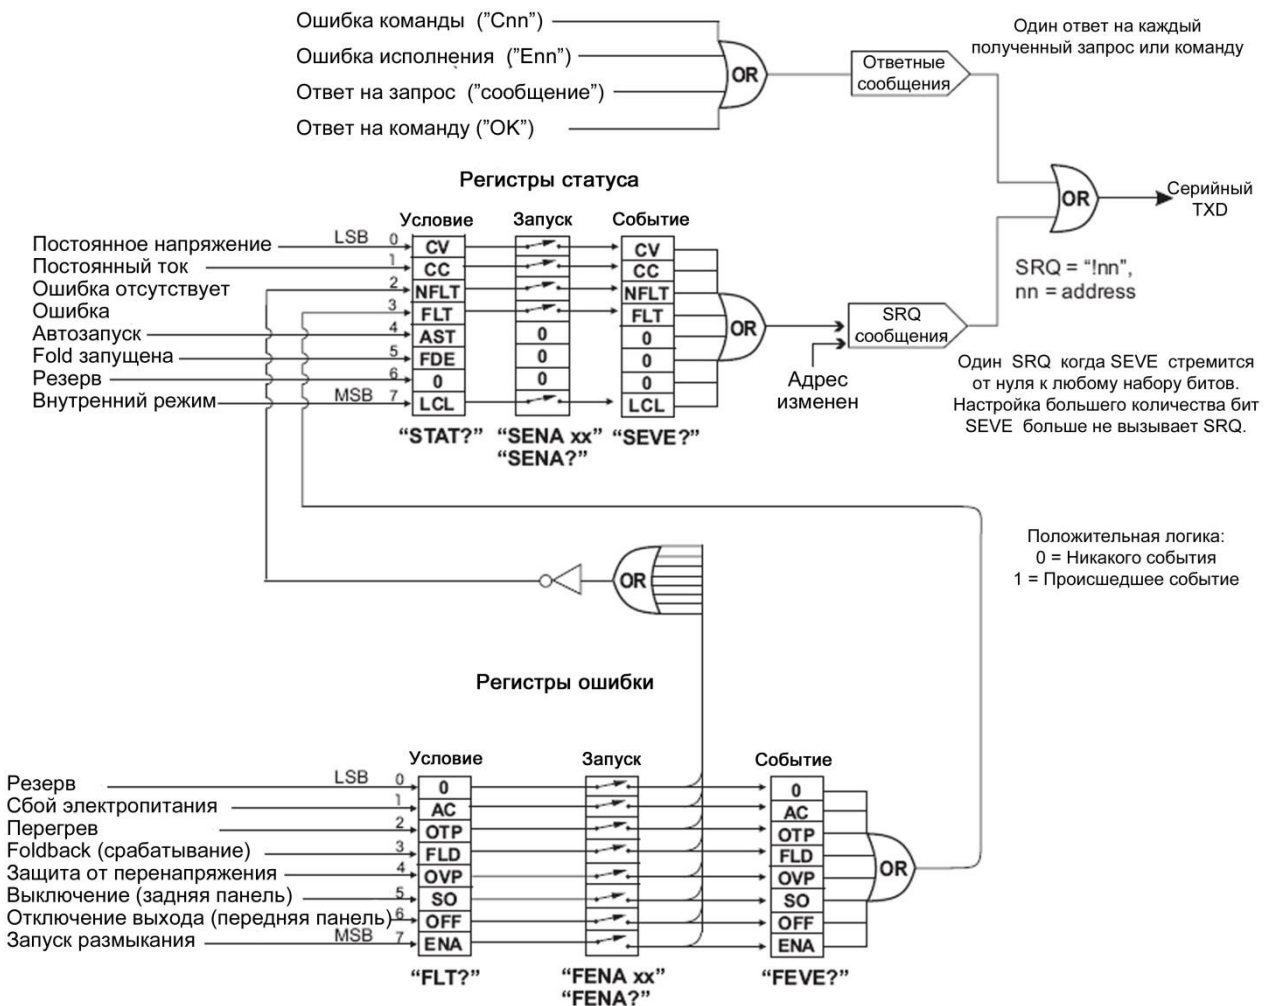 Ошибка команды ("Cnn")
Ошибка исполнения ("Enn")
Ответ на запрос ("сообщение")
Ответ на команду ("OK")
OR
Ответные
сообщения
Один ответ на каждый
полученный запрос или команду
OR
Серийный
TXD
SRQ = "!nn",
nn = address
Регистры статуса
Условие Запуск Событие
Постоянное напряжение LSB 0 CV CV
Постоянный ток 1 CC CC
Ошибка отсутствует 2 NFLT NFLT
Ошибка 3 FLT FLT
Автозапуск 4 AST 0 0
Fold запущена 5 FDE 0 0
Резерв 6 0 0 0
Внутренний режим MSB 7 LCL LCL
"STAT?" "SENA xx" "SEVE?"
"SENA?"
OR
SRQ
сообщения
Адрес
изменен
Один SRQ когда SEVE стремится
от нуля к любому набору битов.
Настройка большего количества бит
SEVE больше не вызывает SRQ.
Положительная логика:
0 = Никакого события
1 = Происшедшее событие
OR
Регистры ошибки
Условие Запуск Событие
Резерв LSB 0 0 0
Сбой электропитания 1 AC AC
Перегрев 2 OTP OTP
Foldback (срабатывание) 3 FLD FLD
Защита от перенапряжения 4 OVP OVP
Выключение (задняя панель) 5 SO SO
Отключение выхода (передняя панель) 6 OFF OFF
Запуск размыкания MSB 7 ENA ENA
OR
"FLT?" "FENA xx" "FEVE?"
"FENA?"